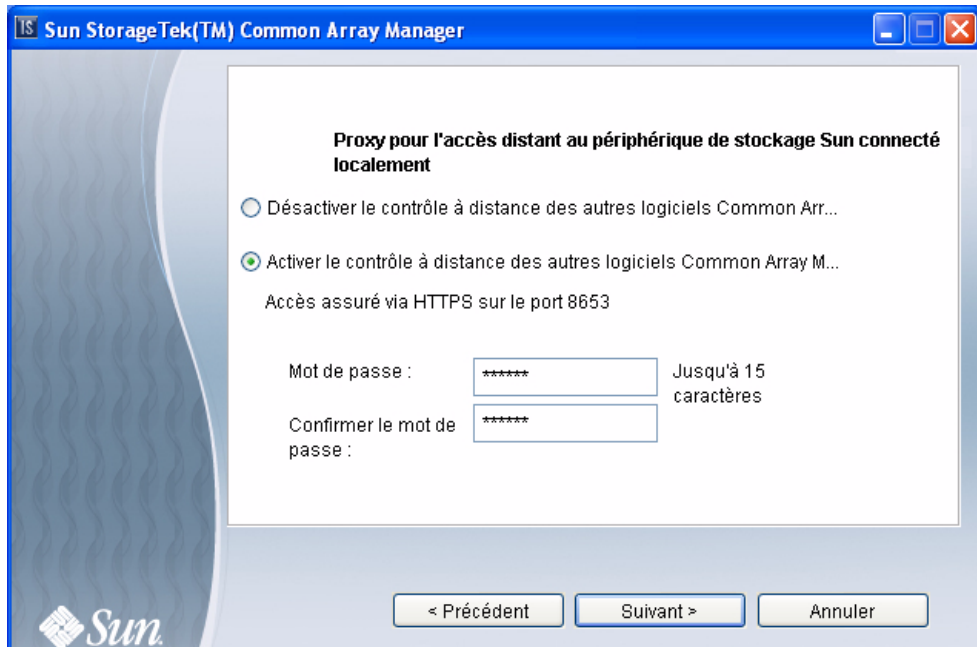 Sun StorageTek(TM) Common Array Manager
Proxy pour l'accès distant au périphérique de stockage Sun connecté
localement
Désactiver le contrôle à distance des autres logiciels Common Arr...
Activer le contrôle à distance des autres logiciels Common Array M...
Accès assuré via HTTPS sur le port 8653
Mot de passe : ****** Jusqu'à 15
caractères
Confirmer le mot de ******
passe :
< Précédent Suivant > Annuler
Sun